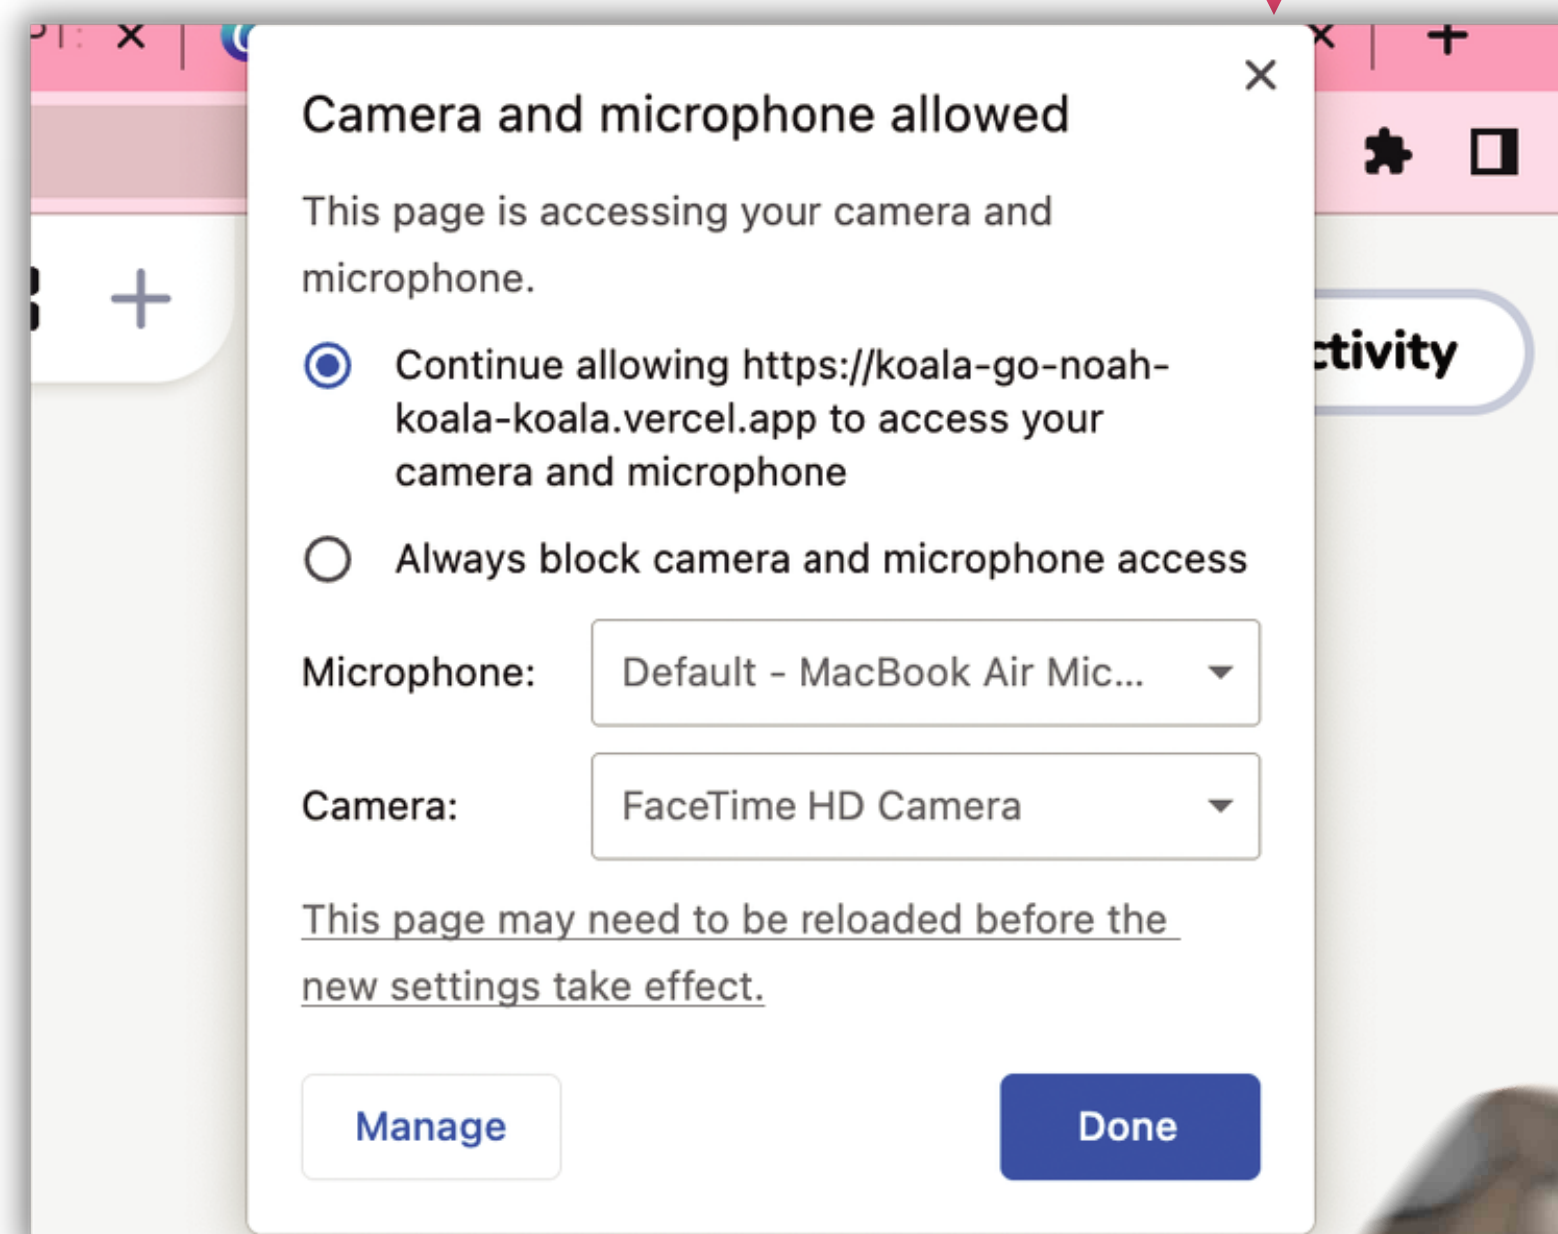 Camera and microphone allowed
This page is accessing your camera and
microphone.
Continue allowing https://koala-go-noah-
koala-koala.vercel.app to access your
camera and microphone
Always block camera and microphone access
Microphone: Default - MacBook Air Mic...
Camera: FaceTime HD Camera
This page may need to be reloaded before the
new settings take effect.
Manage Done
ctivity